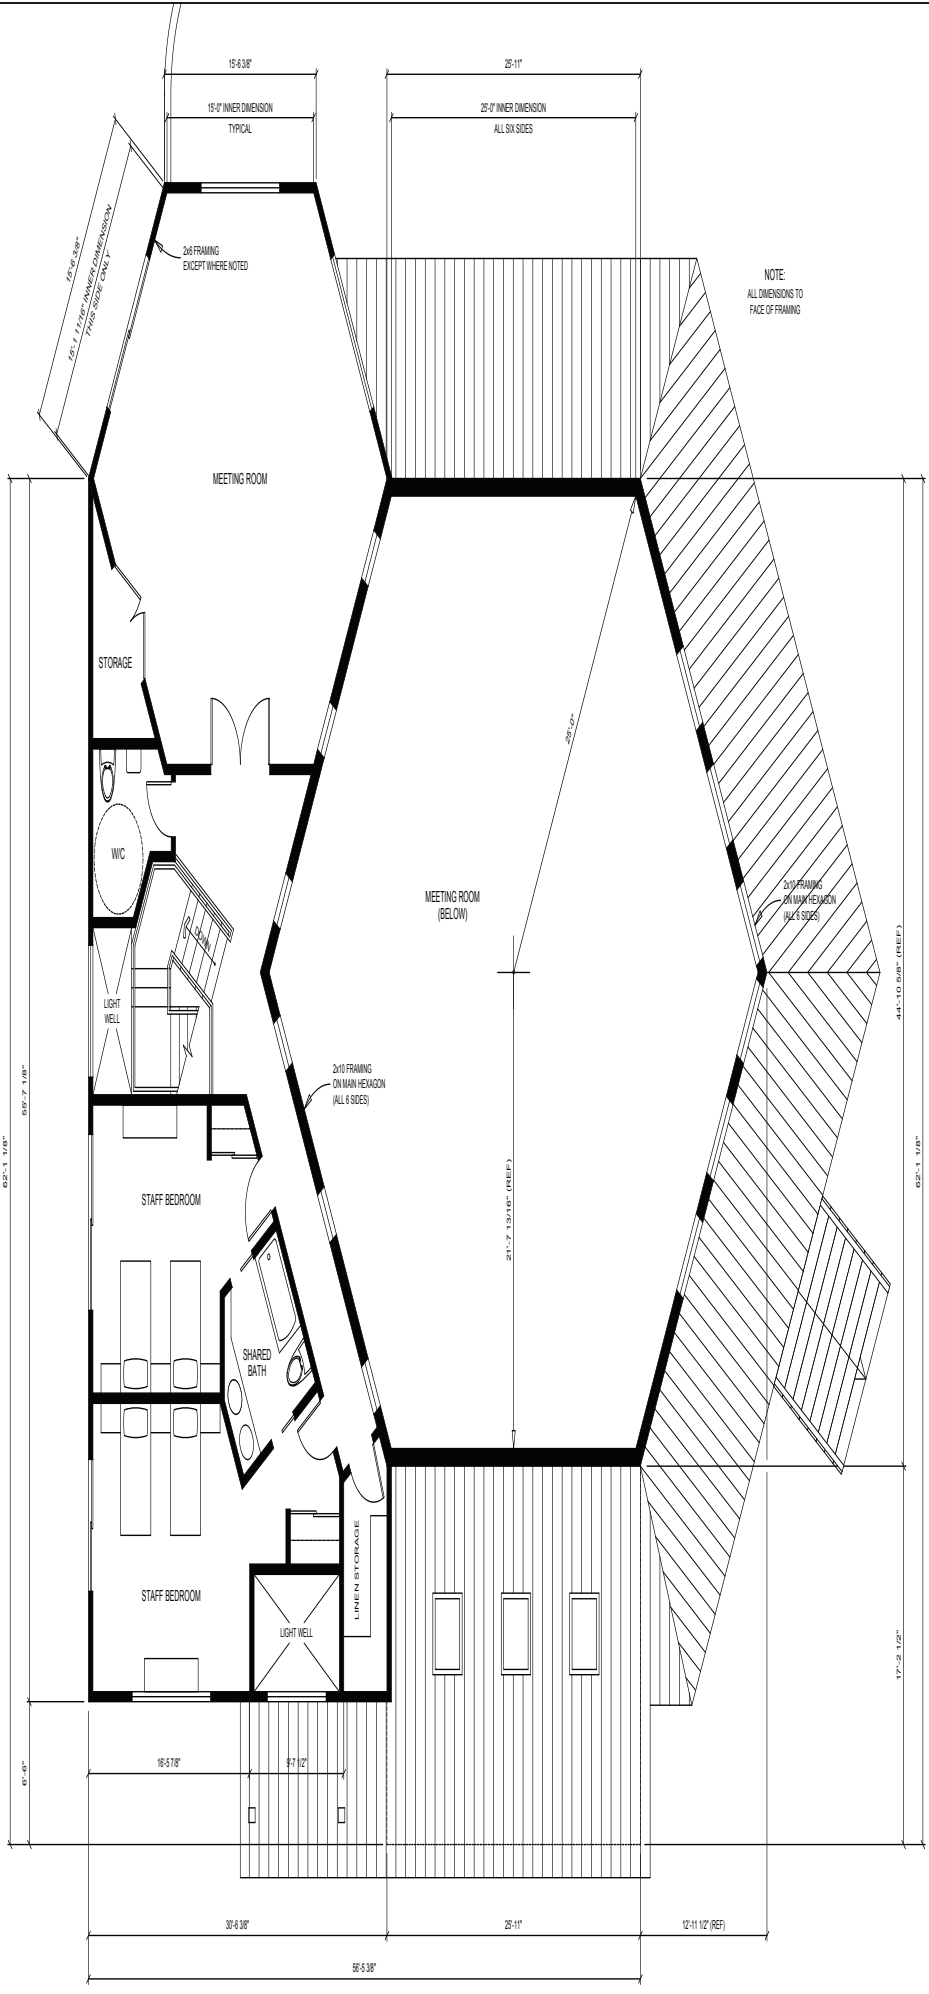 15'-6 3/8"
25'-11"
15'-0" INNER DIMENSION
TYPICAL
25'-0" INNER DIMENSION
ALL SIX SIDES
15'-6 3/8"
15'-1 11/16" INNER DIMENSION
THIS SIDE ONLY
2x6 FRAMING
EXCEPT WHERE NOTED
NOTE:
ALL DIMENSIONS TO
FACE OF FRAMING
MEETING ROOM
STORAGE
25'-0"
W/C
MEETING ROOM
(BELOW)
2x10 FRAMING
ON MAIN HEXAGON
(ALL 6 SIDES)
DOWN
LIGHT
WELL
44'-10 5/8" (REF)
2x10 FRAMING
ON MAIN HEXAGON
(ALL 6 SIDES)
55'-7 1/8"
62'-1 1/8"
62'-1 1/8"
21'-7 13/16" (REF)
STAFF BEDROOM
SHARED
BATH
LINEN STORAGE
STAFF BEDROOM
LIGHT WELL
17'-2 1/2"
6'-6"
16'-5 7/8"
9'-7 1/2"
30'-6 3/8"
25'-11"
12'-11 1/2" (REF)
56'-5 3/8"